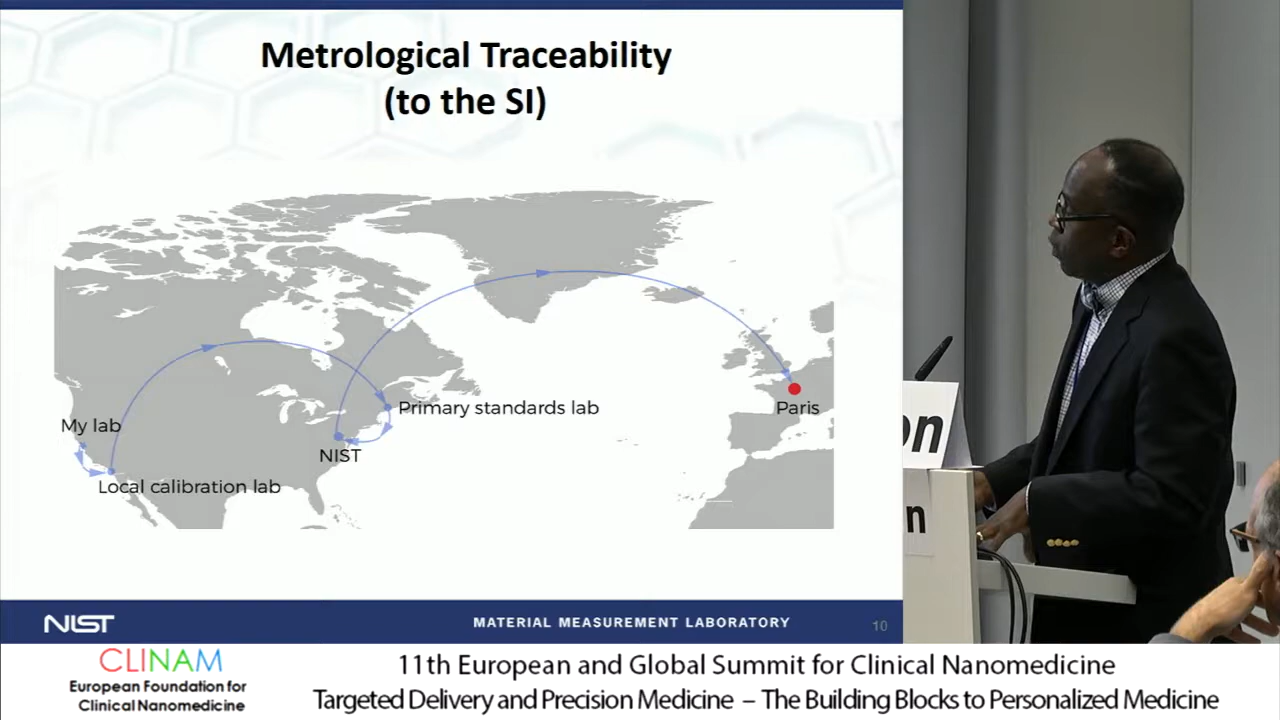 Metrological Traceability
(to the SI)
My lab
Primary standards lab
Paris
NIST
Local calibration lab
on
n
NIST
MATERIAL MEASUREMENT LABORATORY
10
CLINAM
European Foundation for
Clinical Nanomedicine
11th European and Global Summit for Clinical Nanomedicine
Targeted Delivery and Precision Medicine – The Building Blocks to Personalized Medicine